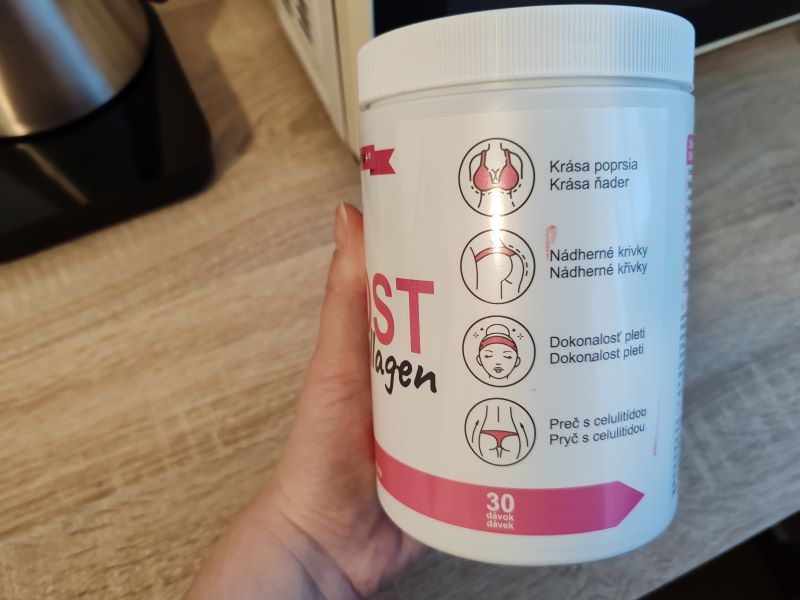 Krása poprsia
Krása ňader
Nádherné krivky
Nádherné křivky
ST
llagen
Dokonalosť pleti
Dokonalost pleti
Preč s celulitídou
Pryč s celulitidou
30
dávok
dávek